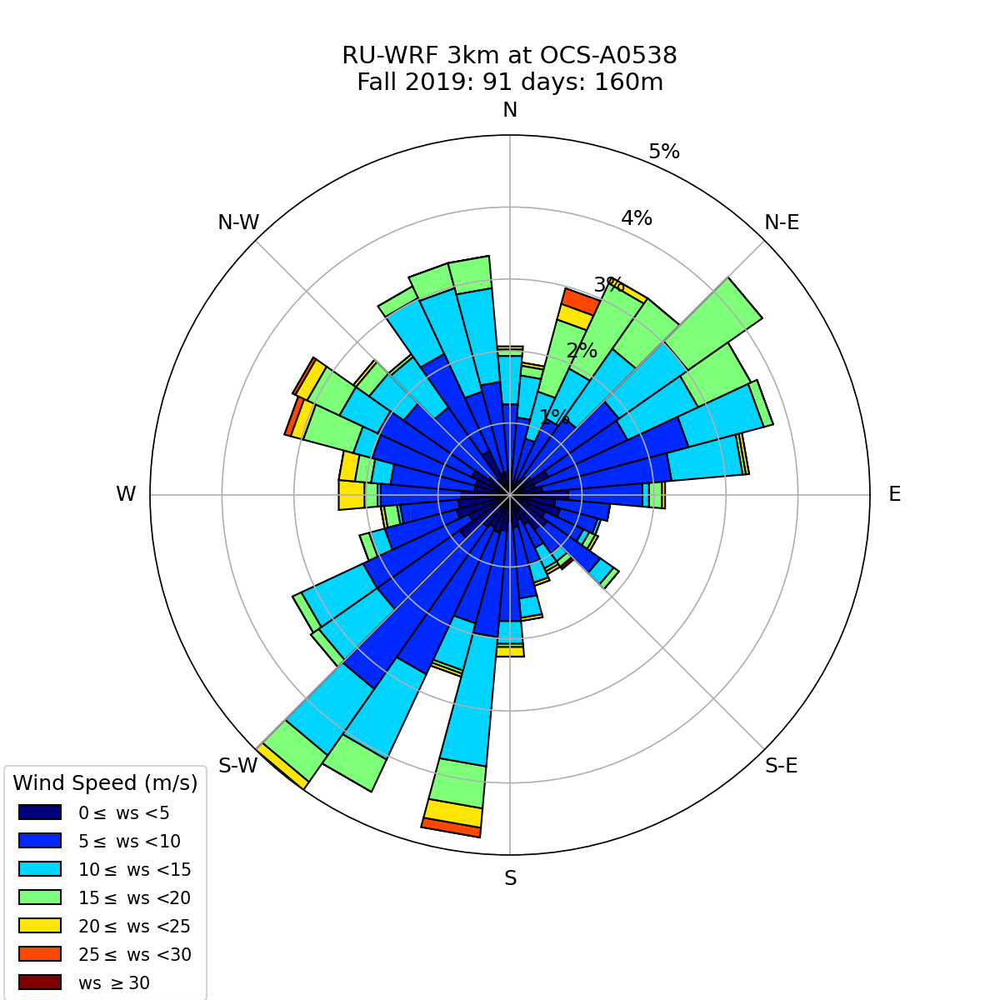 RU-WRF 3km at OCS-A0538
Fall 2019: 91 days: 160m
N
5%
N-W
4%
N-E
3%
2%
1%
W
E
S-W
S-E
S
Wind Speed (m/s)
0≤ ws <5
5≤ ws <10
10≤ ws <15
15≤ ws <20
20≤ ws <25
25≤ ws <30
ws ≥30